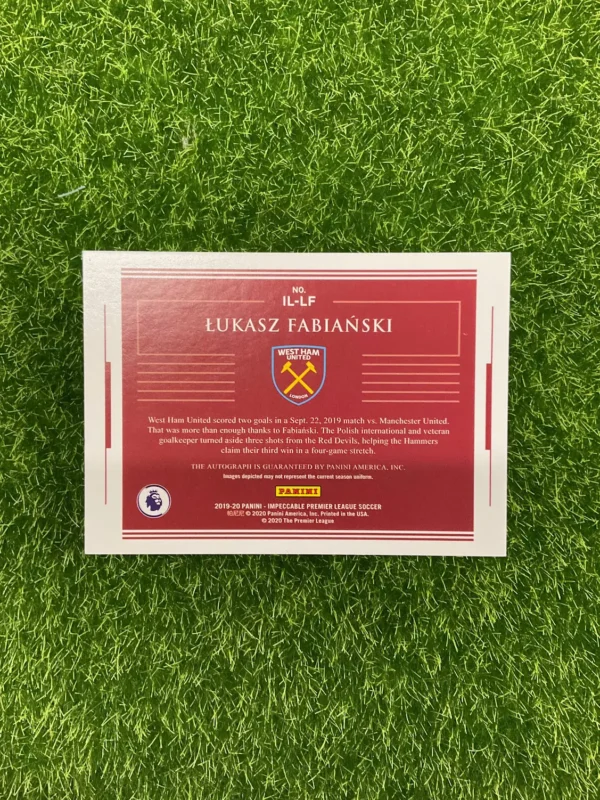 NO.
IL-LF
ŁUKASZ FABIAŃSKI
WEST HAM
UNITED
LONDON
West Ham United scored two goals in a Sept. 22, 2019 match vs. Manchester United.
That was more than enough thanks to Fabiański. The Polish international and veteran
goalkeeper turned aside three shots from the Red Devils, helping the Hammers
claim their third win in a four-game stretch.
THE AUTOGRAPH IS GUARANTEED BY PANINI AMERICA, INC.
Images depicted may not represent the current season uniform.
PANINI
2019-20 PANINI - IMPECCABLE PREMIER LEAGUE SOCCER
帕尼尼 © 2020 Panini America, Inc. Printed in the USA.
© 2020 The Premier League